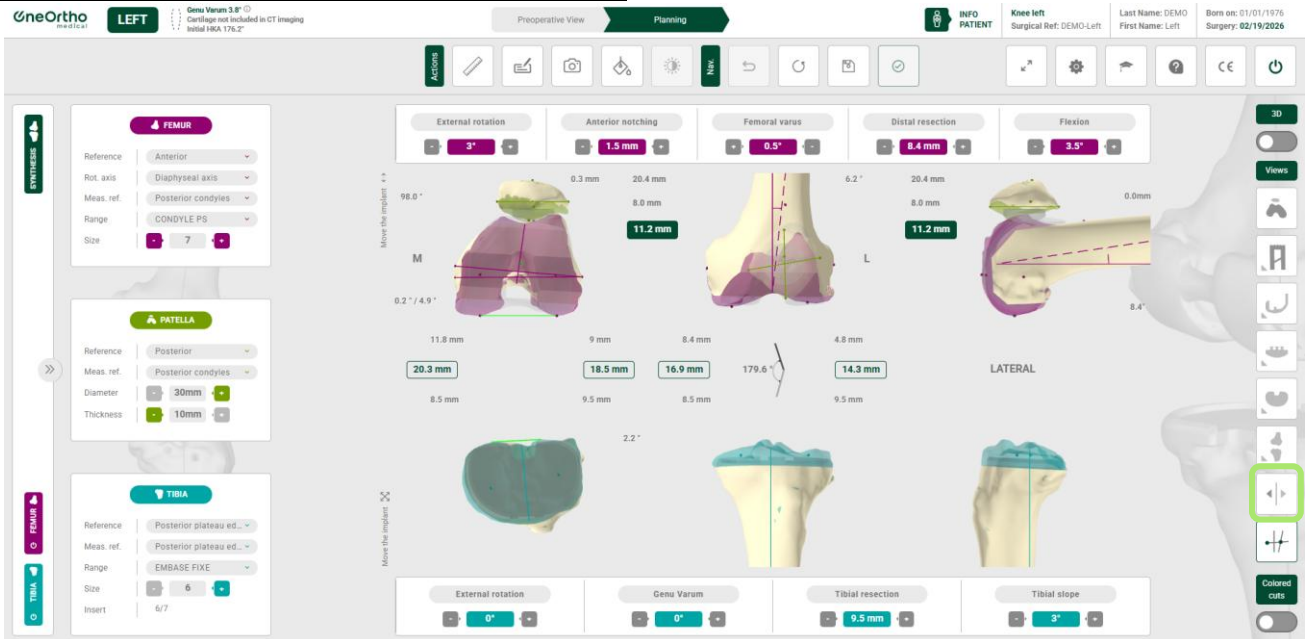 OneOrtho
medical
LEFT
Genu Varum 3.8°
Cartilage not included in CT imaging
Initial HKA 176.2°
Preoperative View
Planning
INFO
PATIENT
Knee left
Surgical Ref: DEMO-Left
Last Name: DEMO
First Name: Left
Born on: 01/01/1976
Surgery: 02/19/2026
Actions
Nav.
CE
SYNTHESIS
FEMUR
Reference Anterior
Rot. axis Diaphyseal axis
Meas. ref. Posterior condyles
Range CONDYLE PS
Size - 7 +
PATELLA
Reference Posterior
Meas. ref. Posterior condyles
Diameter - 30mm +
Thickness - 10mm +
TIBIA
Reference Posterior plateau ed...
Meas. ref. Posterior plateau ed...
Range EMBASE FIXE
Size - 6 +
Insert 6/7
FEMUR
TIBIA
External rotation
- 3° +
Anterior notching
- 1.5 mm +
Femoral varus
+ 0.5° -
Distal resection
- 8.4 mm +
Flexion
- 3.5° +
Move the implant
98.0 °
0.3 mm
20.4 mm
8.0 mm
11.2 mm
6.2 °
20.4 mm
8.0 mm
11.2 mm
0.0mm
M
L
0.2 ° / 4.9 °
8.4°
11.8 mm
9 mm
8.4 mm
4.8 mm
20.3 mm
18.5 mm
16.9 mm
179.6 °
14.3 mm
LATERAL
8.5 mm
9.5 mm
8.5 mm
9.5 mm
2.2 °
Move the implant
External rotation
- 0° +
Genu Varum
- 0° +
Tibial resection
- 9.5 mm +
Tibial slope
- 3° +
3D
Views
Colored
cuts